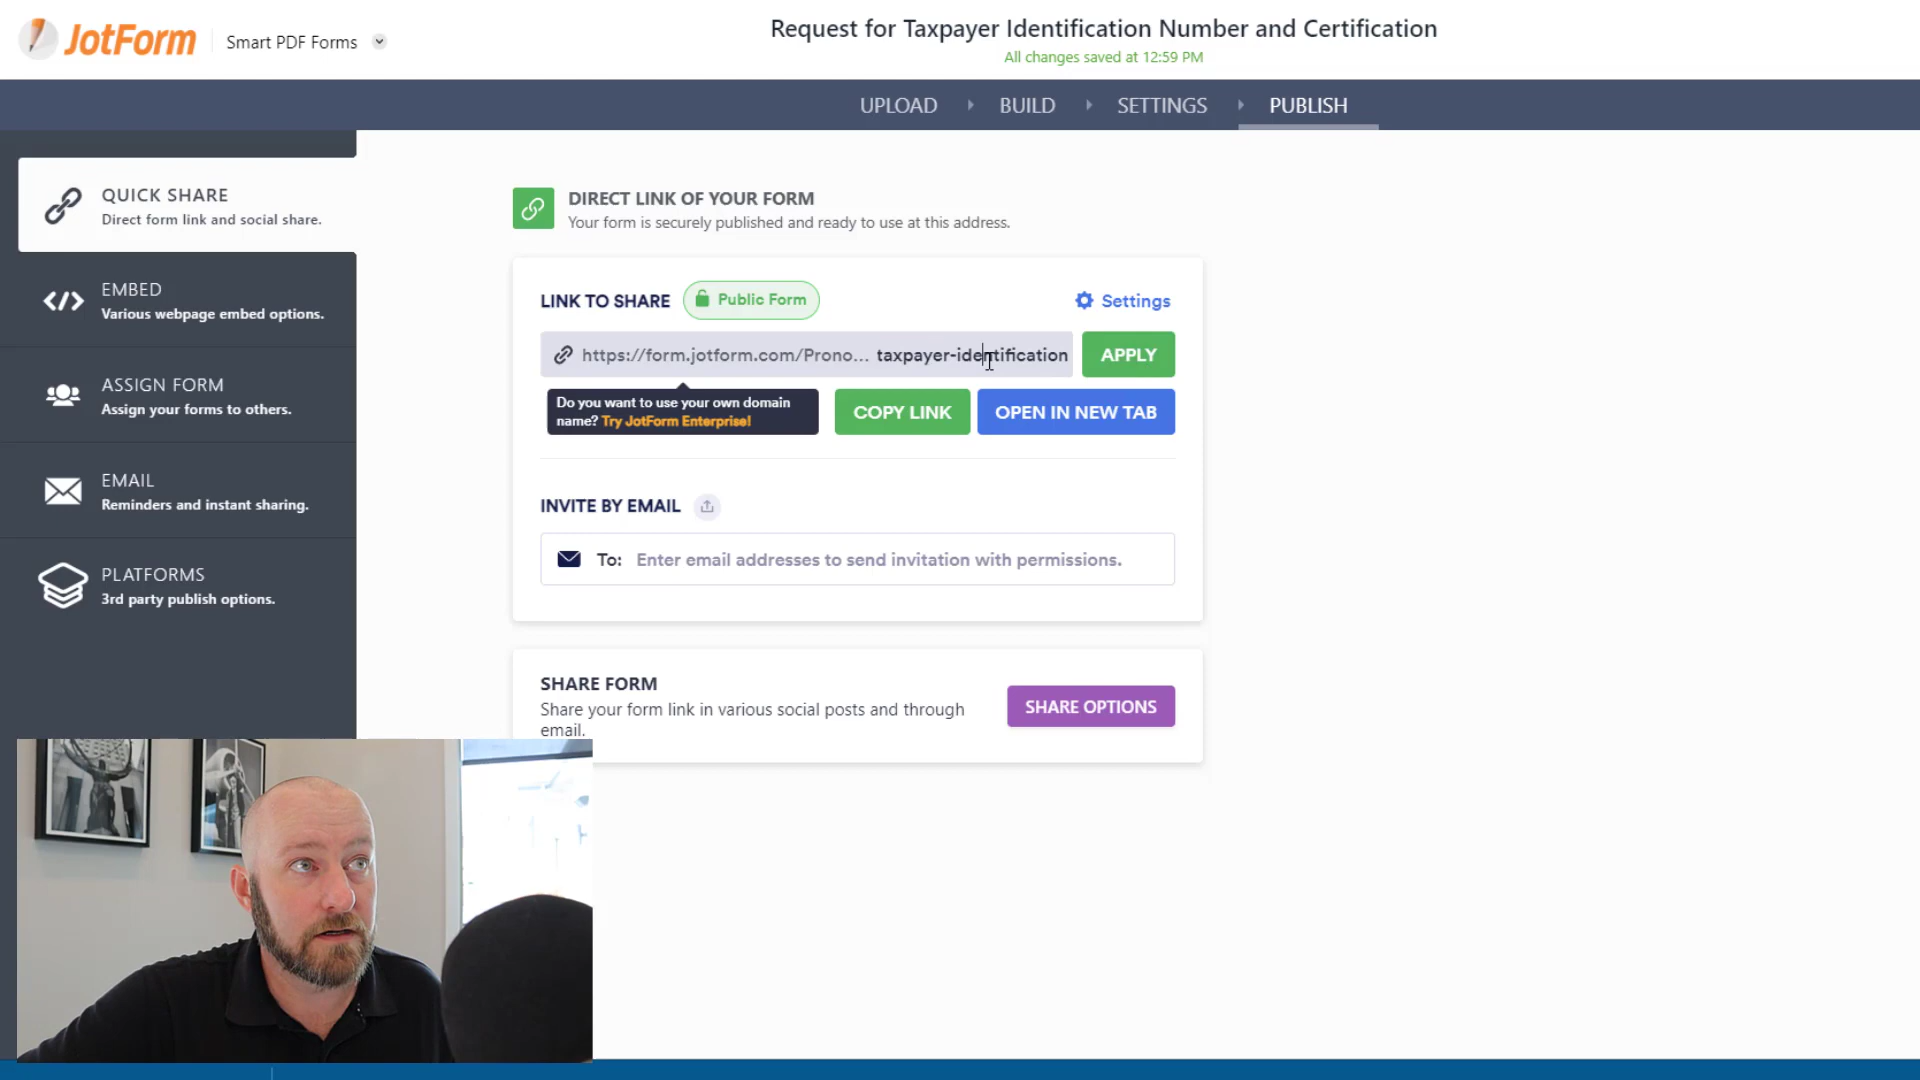 JotForm
Smart PDF Forms
Request for Taxpayer Identification Number and Certification
All changes saved at 12:59 PM
UPLOAD
BUILD
SETTINGS
PUBLISH
QUICK SHARE
Direct form link and social share.
EMBED
Various webpage embed options.
ASSIGN FORM
Assign your forms to others.
EMAIL
Reminders and instant sharing.
PLATFORMS
3rd party publish options.
DIRECT LINK OF YOUR FORM
Your form is securely published and ready to use at this address.
LINK TO SHARE
Public Form
Settings
https://form.jotform.com/Prono... taxpayer-identification
APPLY
Do you want to use your own domain
name? Try JotForm Enterprise!
COPY LINK
OPEN IN NEW TAB
INVITE BY EMAIL
To: Enter email addresses to send invitation with permissions.
SHARE FORM
Share your form link in various social posts and through
email.
SHARE OPTIONS